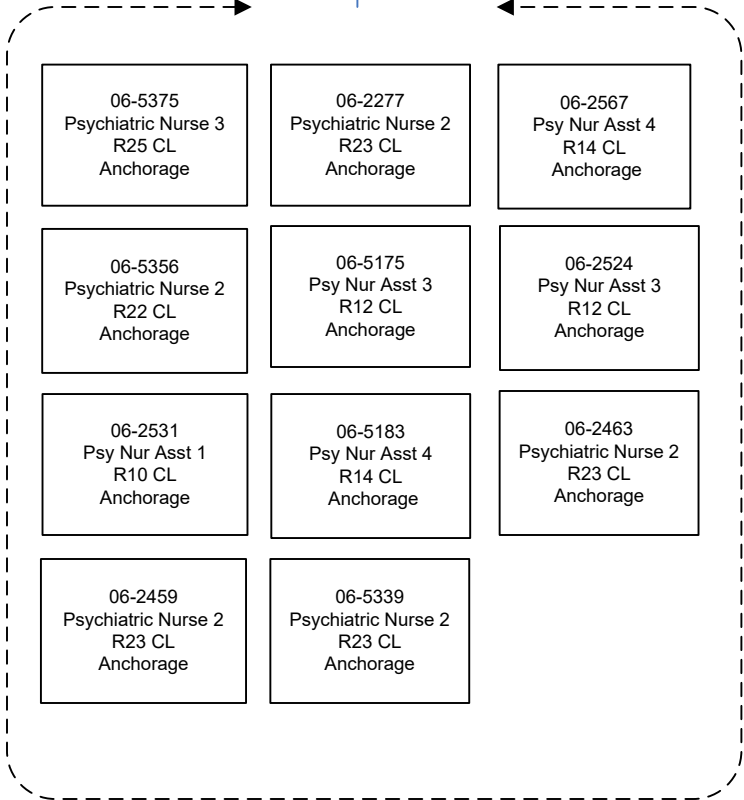 06-5375
Psychiatric Nurse 3
R25 CL
Anchorage
06-2277
Psychiatric Nurse 2
R23 CL
Anchorage
06-2567
Psy Nur Asst 4
R14 CL
Anchorage
06-5356
Psychiatric Nurse 2
R22 CL
Anchorage
06-5175
Psy Nur Asst 3
R12 CL
Anchorage
06-2524
Psy Nur Asst 3
R12 CL
Anchorage
06-2531
Psy Nur Asst 1
R10 CL
Anchorage
06-5183
Psy Nur Asst 4
R14 CL
Anchorage
06-2463
Psychiatric Nurse 2
R23 CL
Anchorage
06-2459
Psychiatric Nurse 2
R23 CL
Anchorage
06-5339
Psychiatric Nurse 2
R23 CL
Anchorage